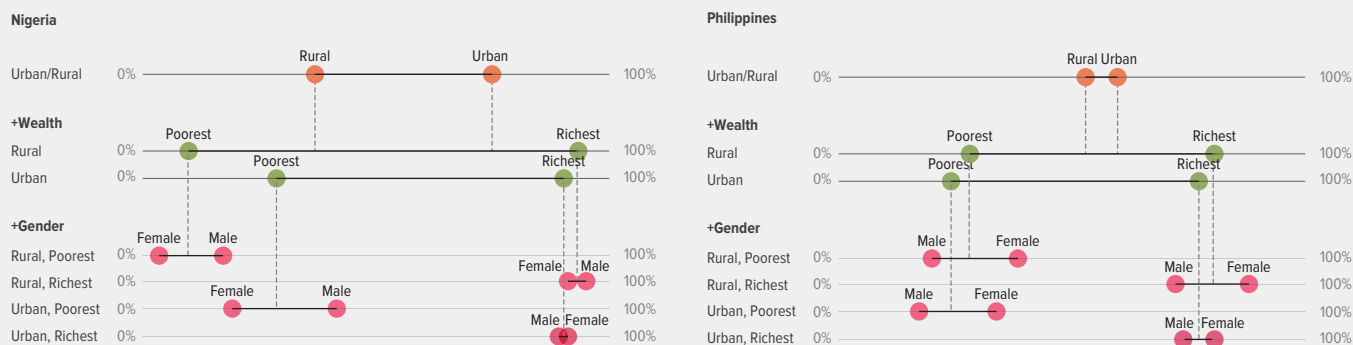 Nigeria
Rural Urban
Urban/Rural 0% 100%
+Wealth
Poorest Richest
Rural 0% 100%
Poorest Richest
Urban 0% 100%
+Gender
Female Male
Rural, Poorest 0% 100%
Female Male
Rural, Richest 0% 100%
Female Male
Urban, Poorest 0% 100%
Male Female
Urban, Richest 0% 100%
Philippines
Rural Urban
Urban/Rural 0% 100%
+Wealth
Poorest Richest
Rural 0% 100%
Poorest Richest
Urban 0% 100%
+Gender
Male Female
Rural, Poorest 0% 100%
Male Female
Rural, Richest 0% 100%
Male Female
Urban, Poorest 0% 100%
Male Female
Urban, Richest 0% 100%